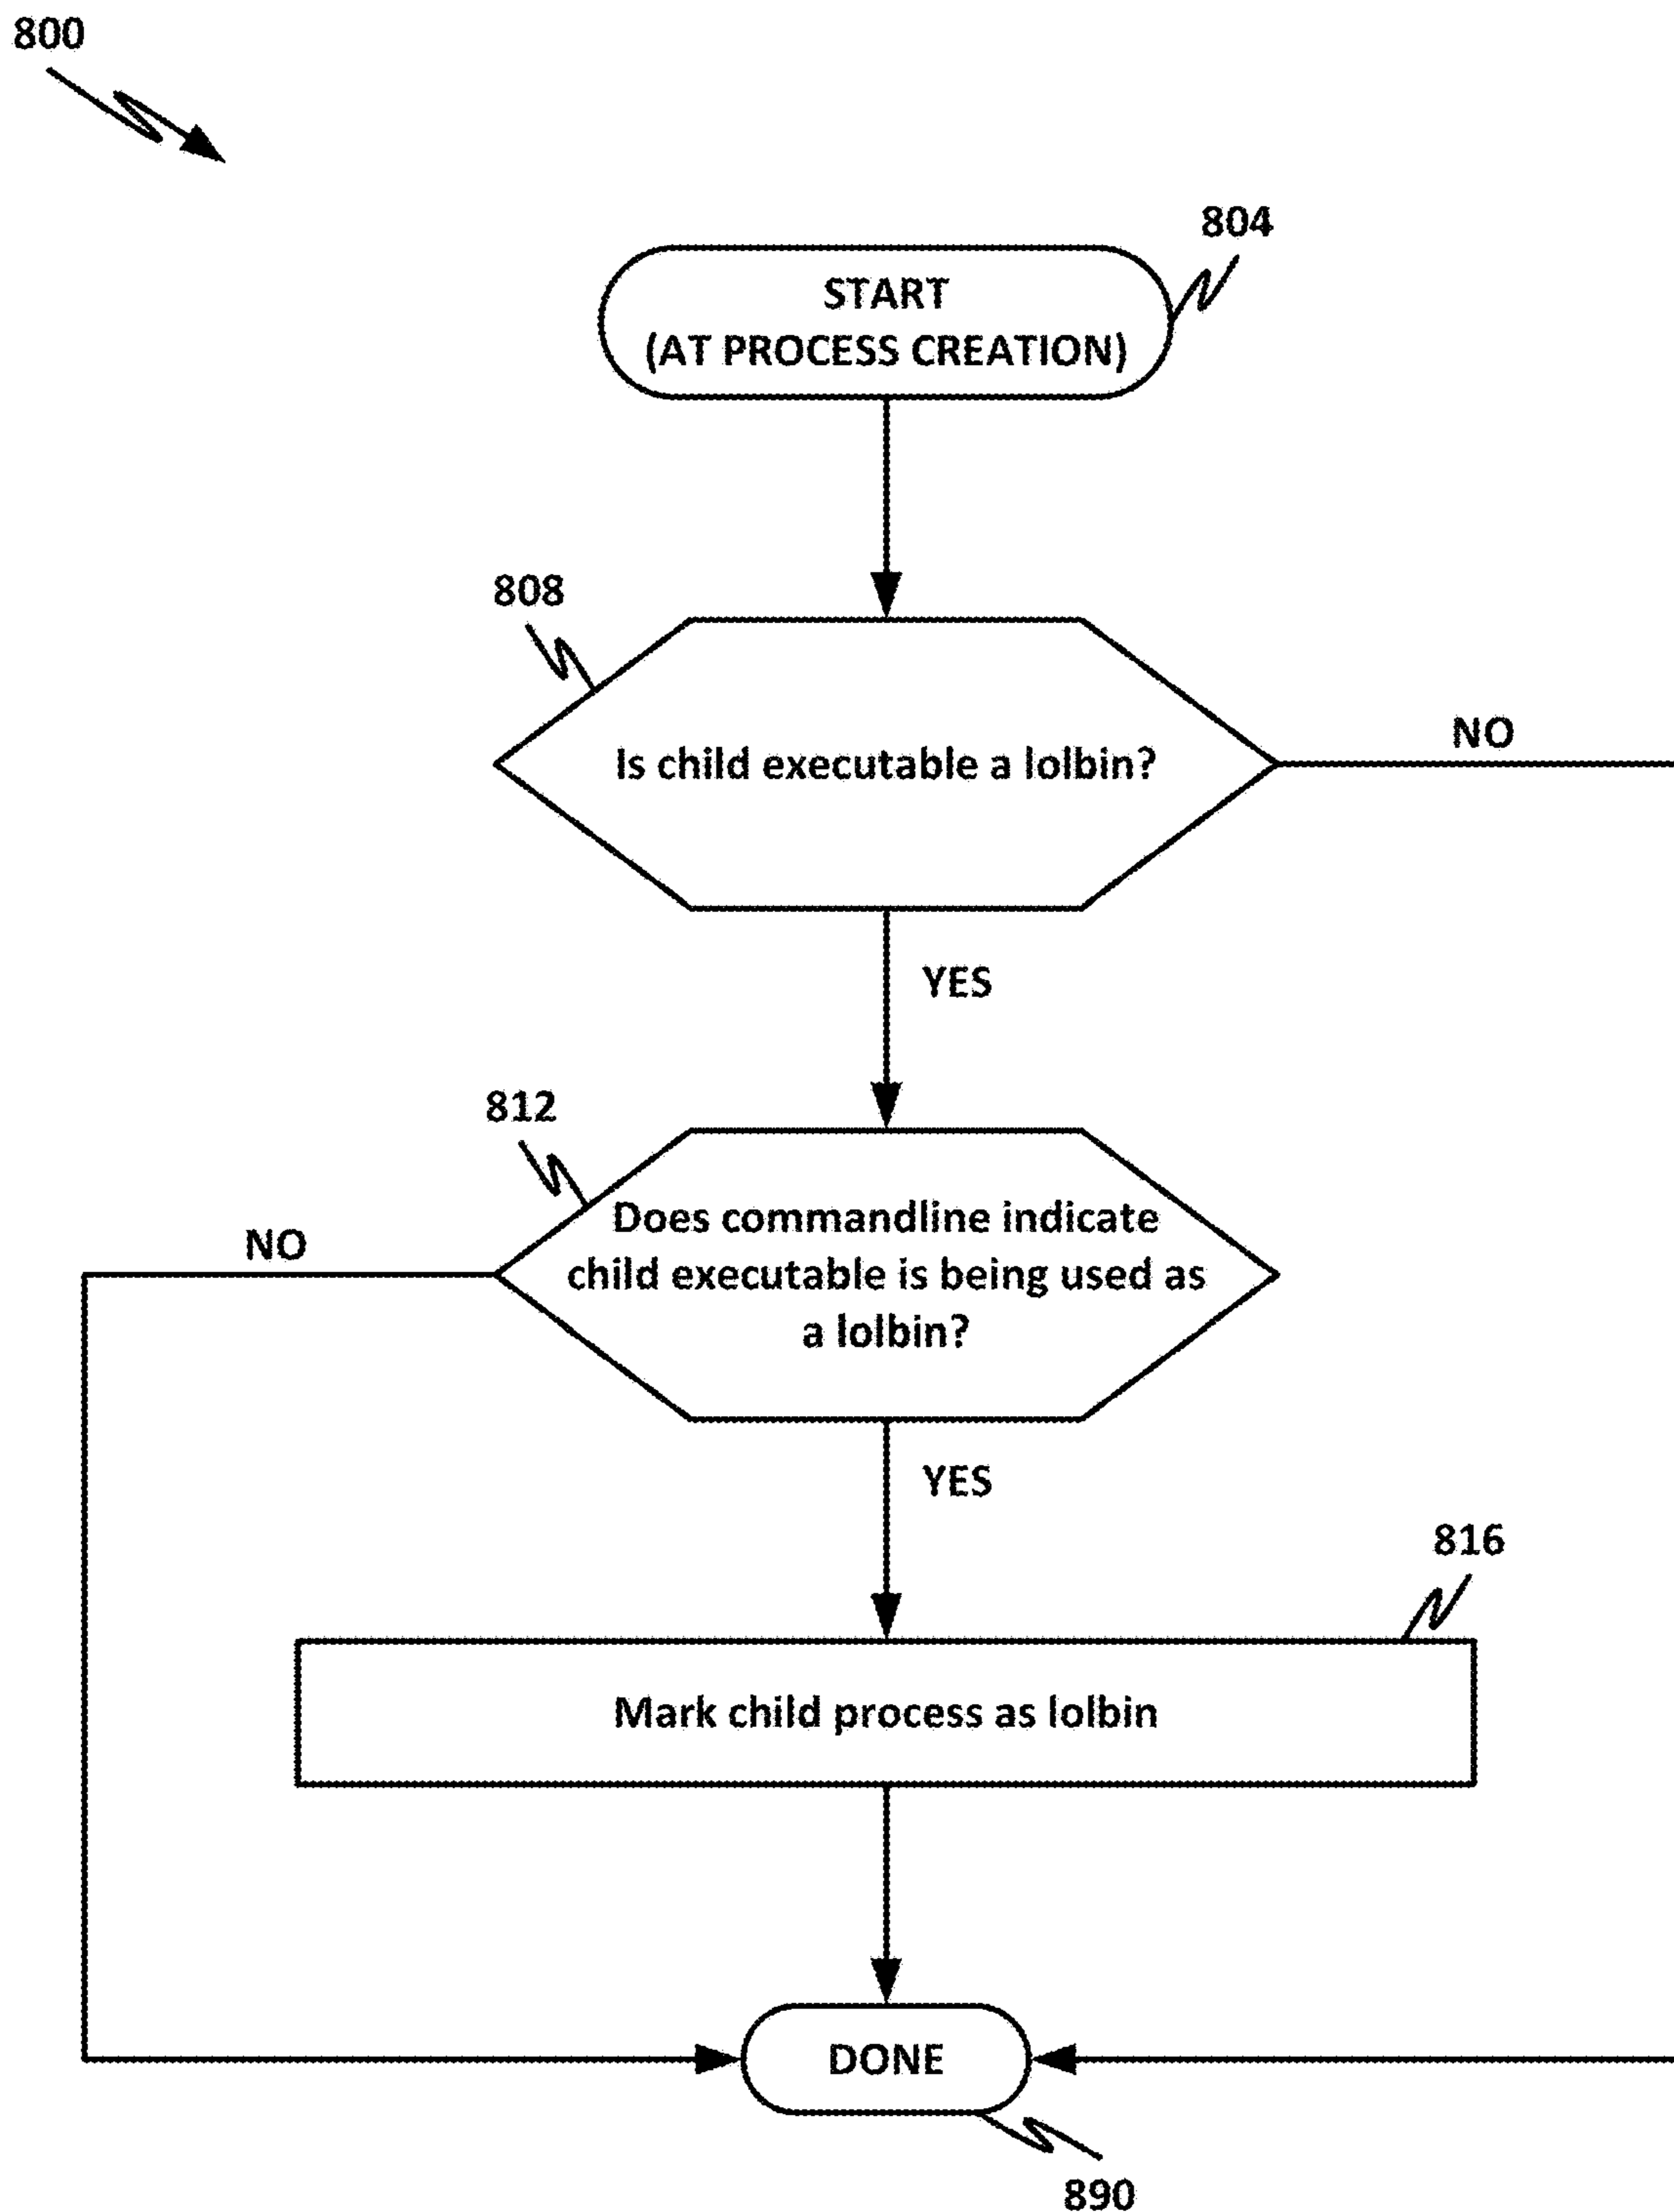 800
804
START
(AT PROCESS CREATION)
808
Is child executable a lolbin?
NO
YES
812
Does commandline indicate
child executable is being used as
a lolbin?
NO
YES
816
Mark child process as lolbin
DONE
890